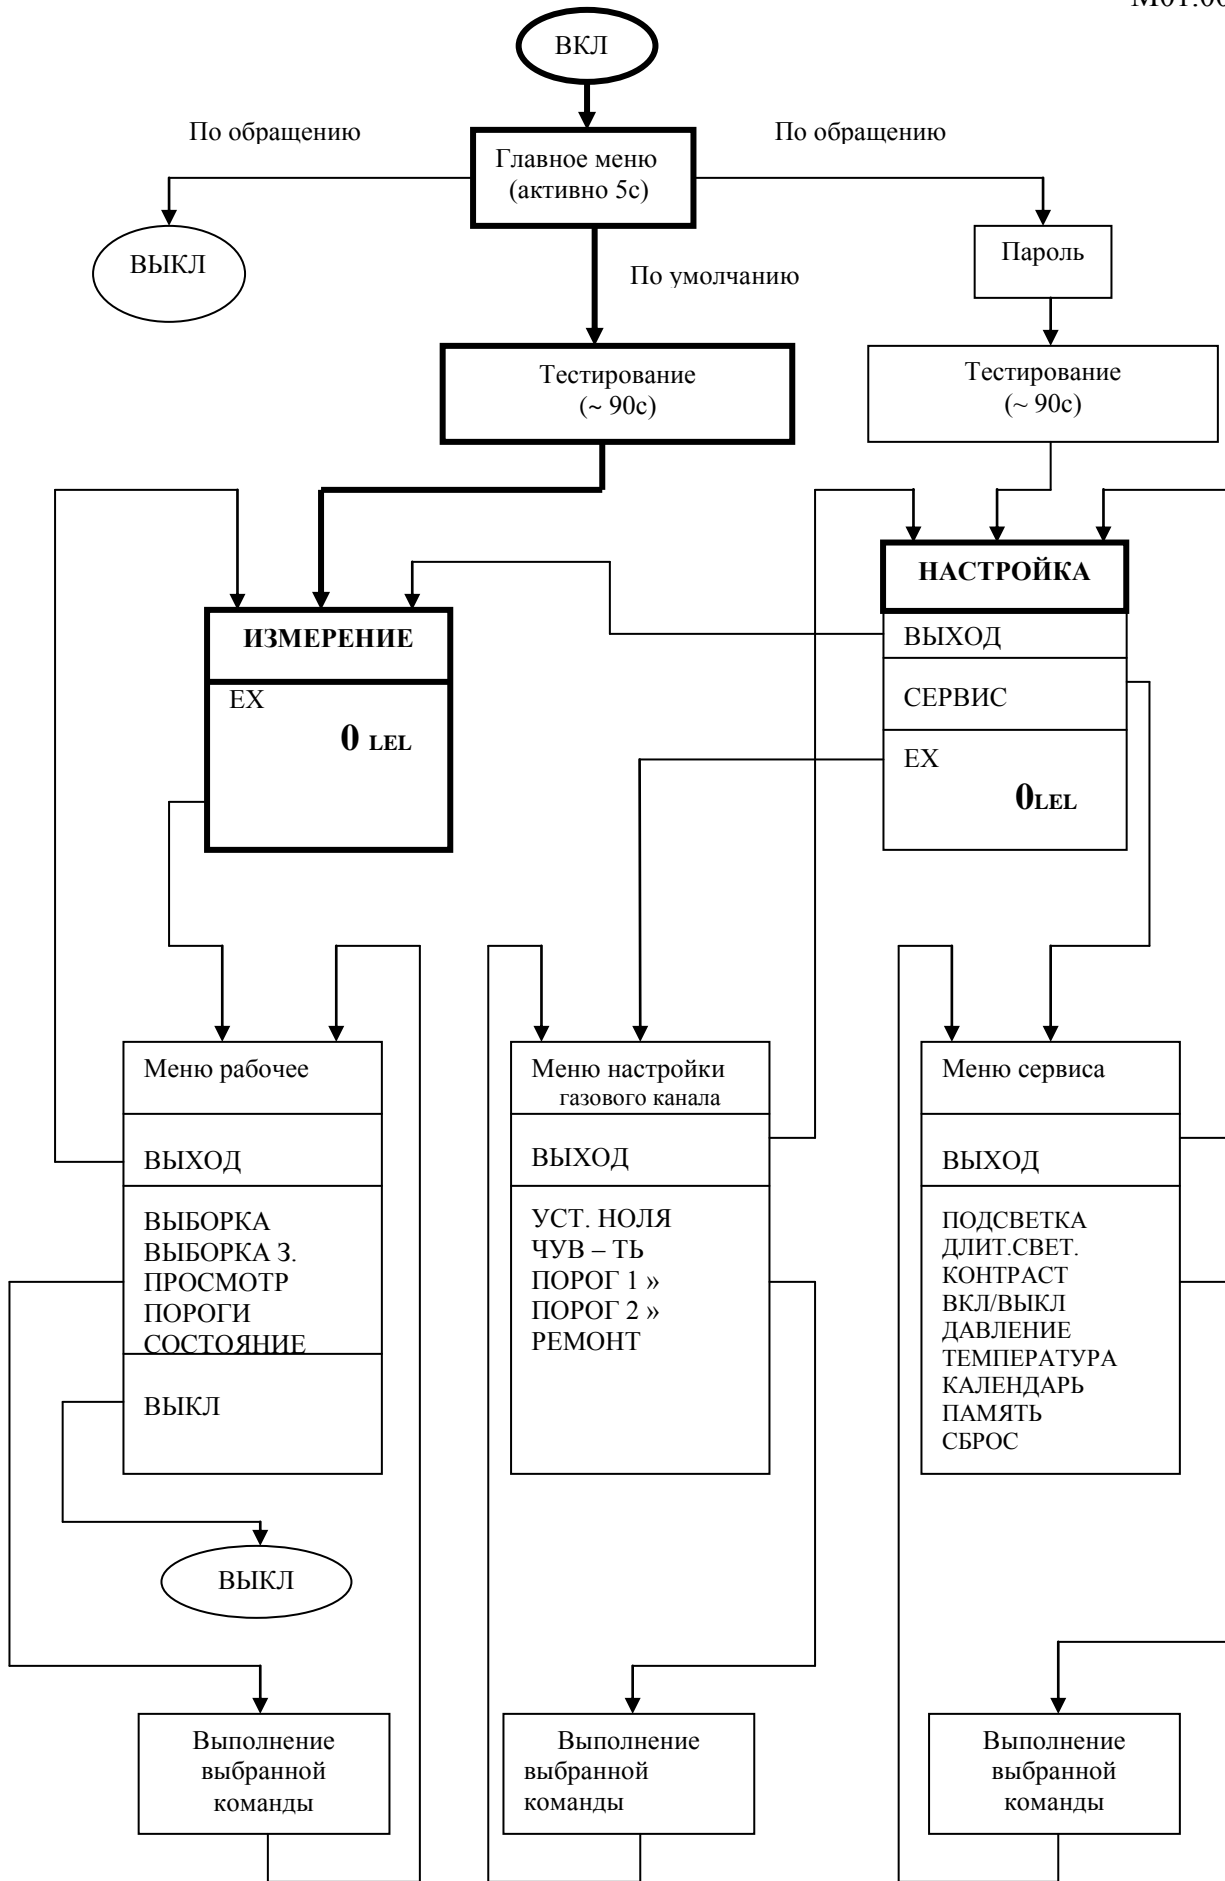 ВКЛ
По обращению
По обращению
Главное меню
(активно 5с)
ВЫКЛ
Пароль
По умолчанию
Тестирование
(~ 90с)
Тестирование
(~ 90с)
НАСТРОЙКА
ВЫХОД
СЕРВИС
EX
0LEL
ИЗМЕРЕНИЕ
EX
0 LEL
Меню рабочее
ВЫХОД
ВЫБОРКА
ВЫБОРКА З.
ПРОСМОТР
ПОРОГИ
СОСТОЯНИЕ
ВЫКЛ
Меню настройки
газового канала
ВЫХОД
УСТ. НОЛЯ
ЧУВ – ТЬ
ПОРОГ 1 »
ПОРОГ 2 »
РЕМОНТ
Меню сервиса
ВЫХОД
ПОДСВЕТКА
ДЛИТ.СВЕТ.
КОНТРАСТ
ВКЛ/ВЫКЛ
ДАВЛЕНИЕ
ТЕМПЕРАТУРА
КАЛЕНДАРЬ
ПАМЯТЬ
СБРОС
ВЫКЛ
Выполнение
выбранной
команды
Выполнение
выбранной
команды
Выполнение
выбранной
команды